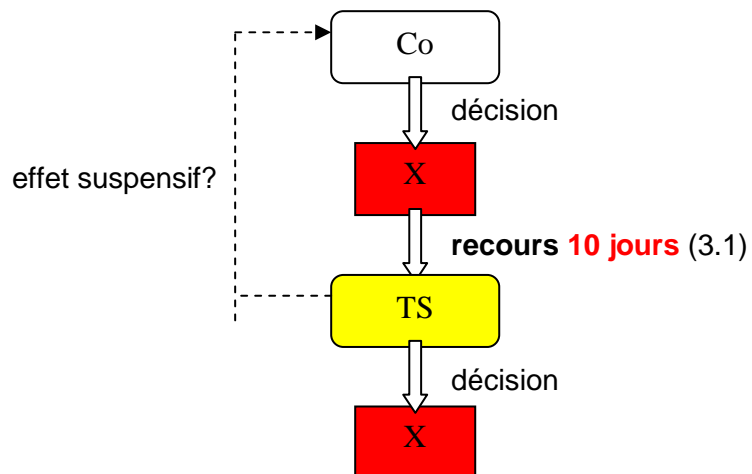 Co
décision
effet suspensif?
X
recours 10 jours (3.1)
TS
décision
X